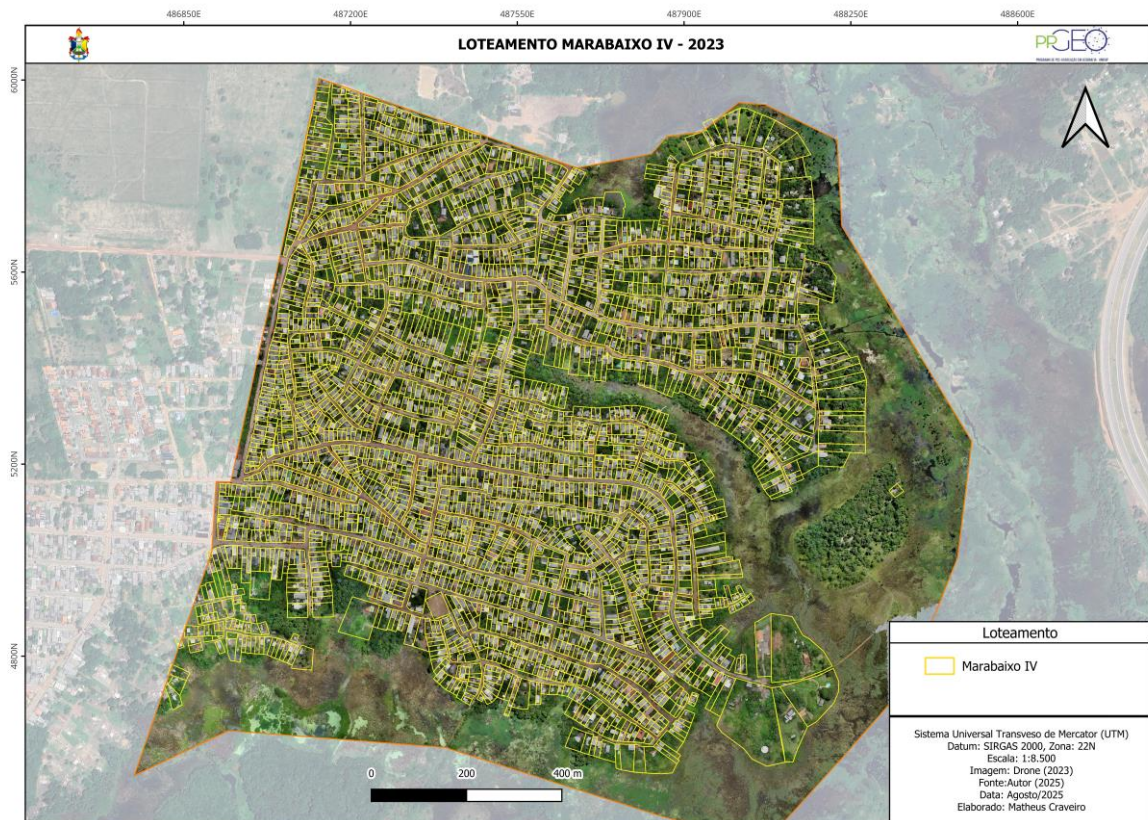 486850E 487200E 487550E 487900E 488250E 488600E
LOTEAMENTO MARABAIXO IV - 2023
PPGEO
6000N
5600N
5200N
4800N
Loteamento
Marabaixo IV
0 200 400 m
Sistema Universal Transveso de Mercator (UTM)
Datum: SIRGAS 2000, Zona: 22N
Escala: 1:8.500
Imagem: Drone (2023)
Fonte:Autor (2025)
Data: Agosto/2025
Elaborado: Matheus Craveiro